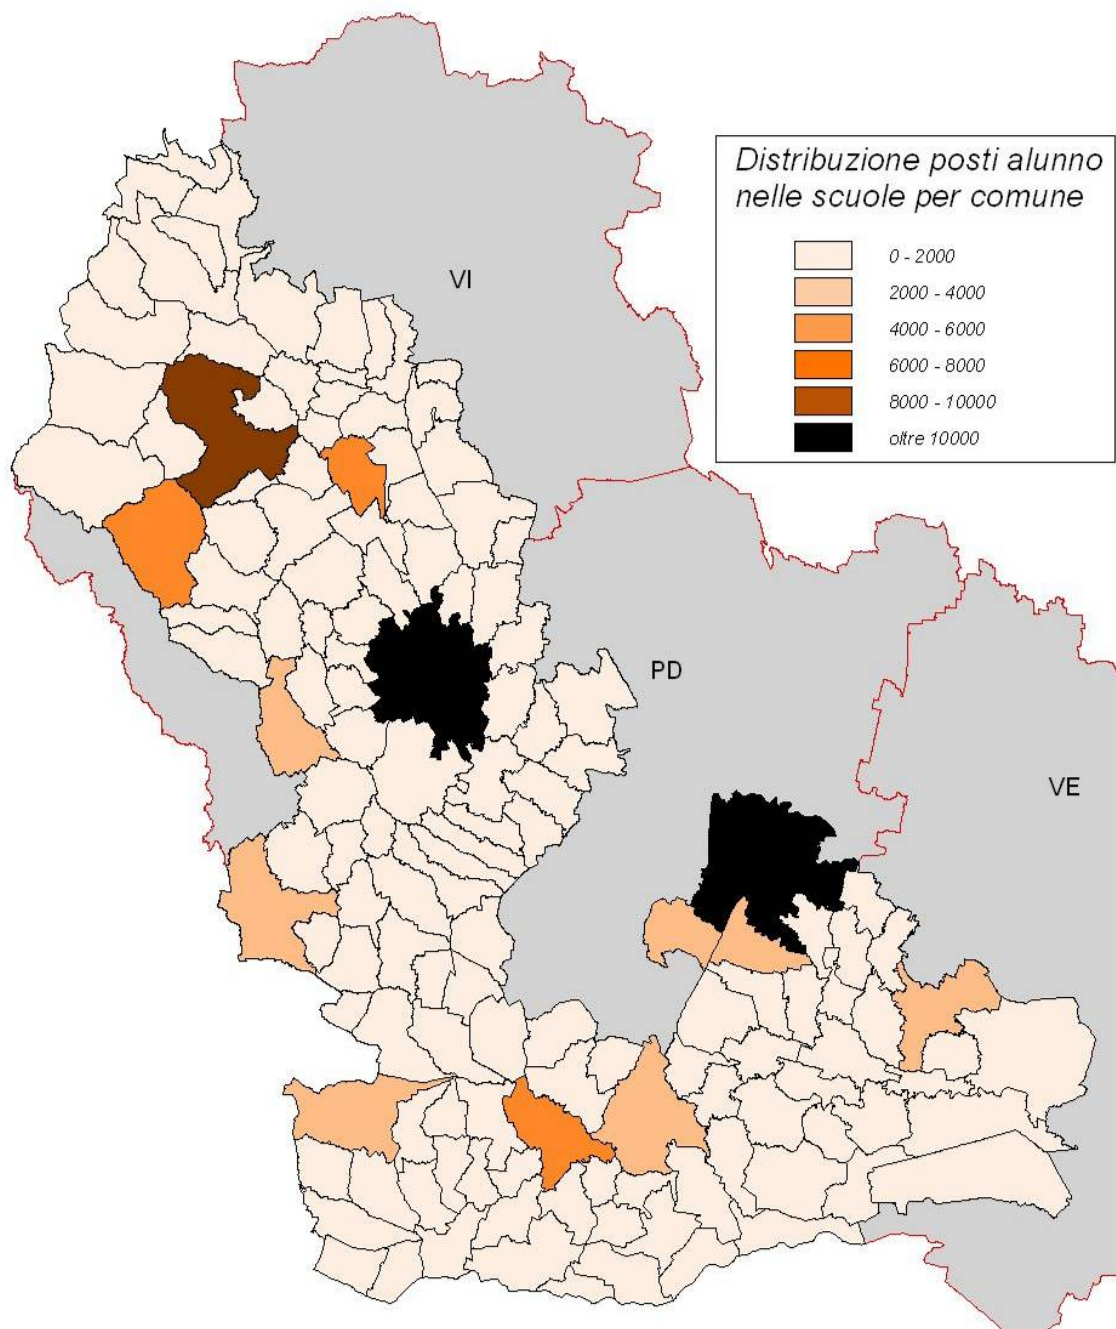 Distribuzione posti alunno
nelle scuole per comune
0 - 2000
2000 - 4000
4000 - 6000
6000 - 8000
8000 - 10000
oltre 10000
VI
PD
VE